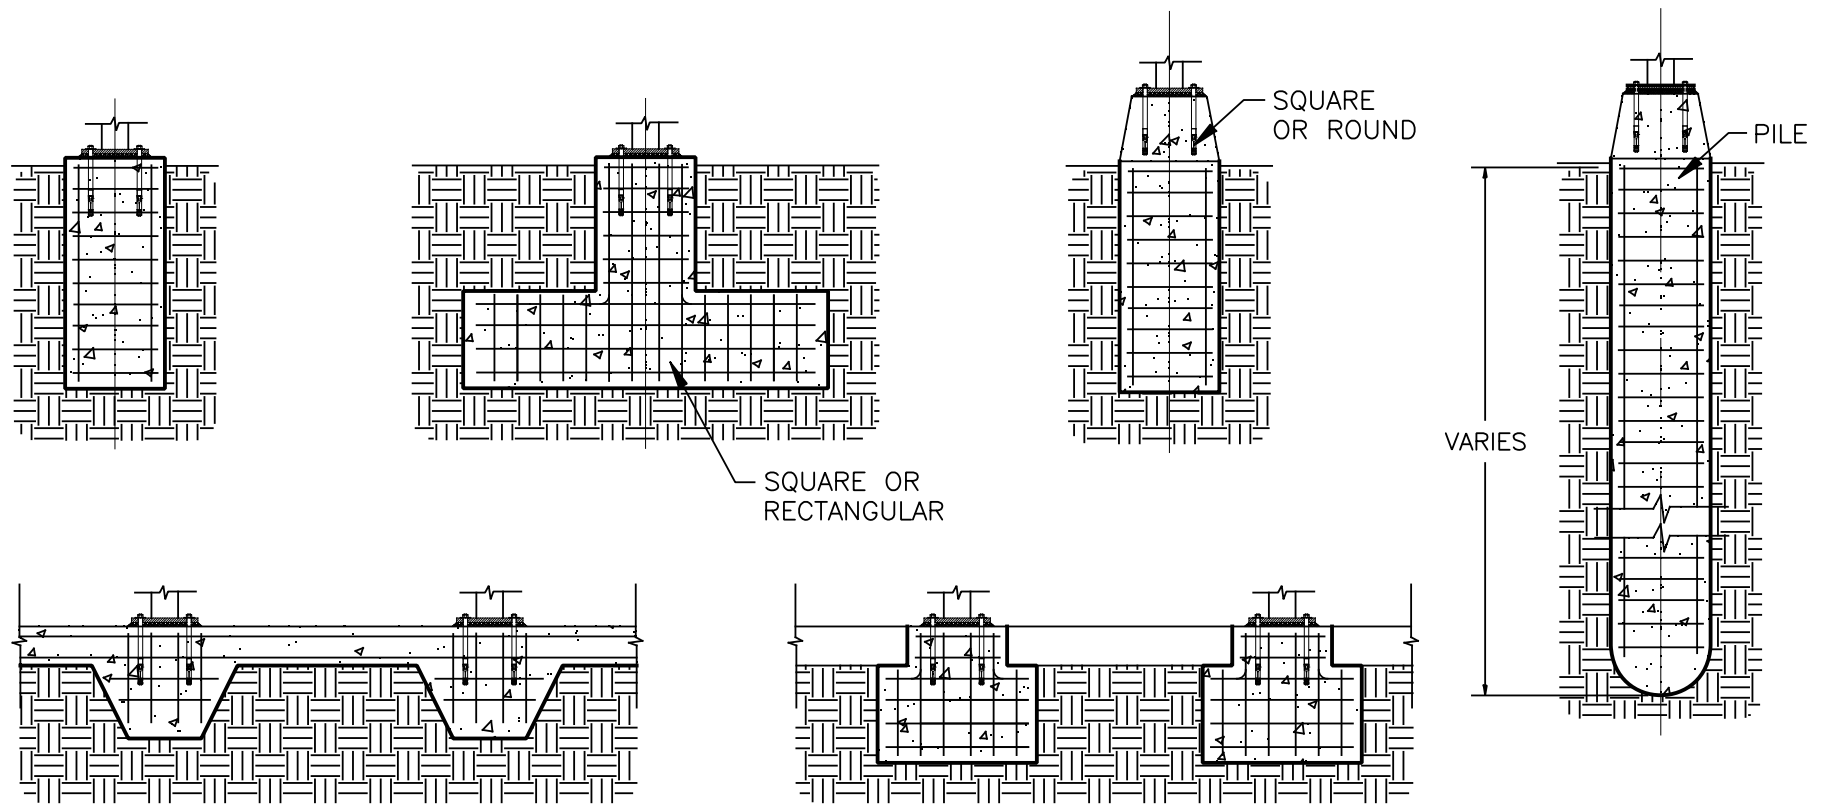 SQUARE
OR ROUND
PILE
VARIES
SQUARE OR
RECTANGULAR